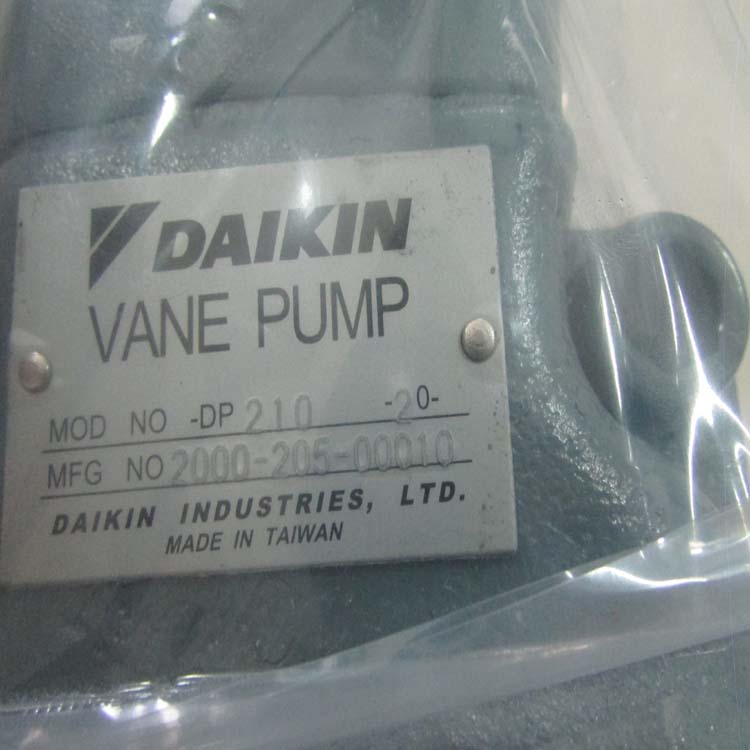 DAIKIN
VANE PUMP
MOD NO -DP 210 -20-
MFG NO 2000-205-00010
DAIKIN INDUSTRIES, LTD.
MADE IN TAIWAN